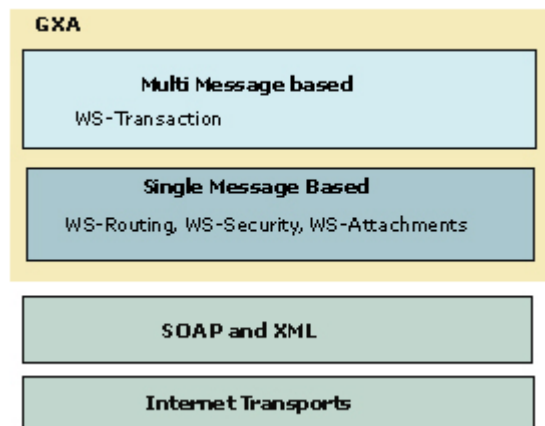 GXA
Multi Message based
WS-Transaction
Single Message Based
WS-Routing, WS-Security, WS-Attachments
SOAP and XML
Internet Transports